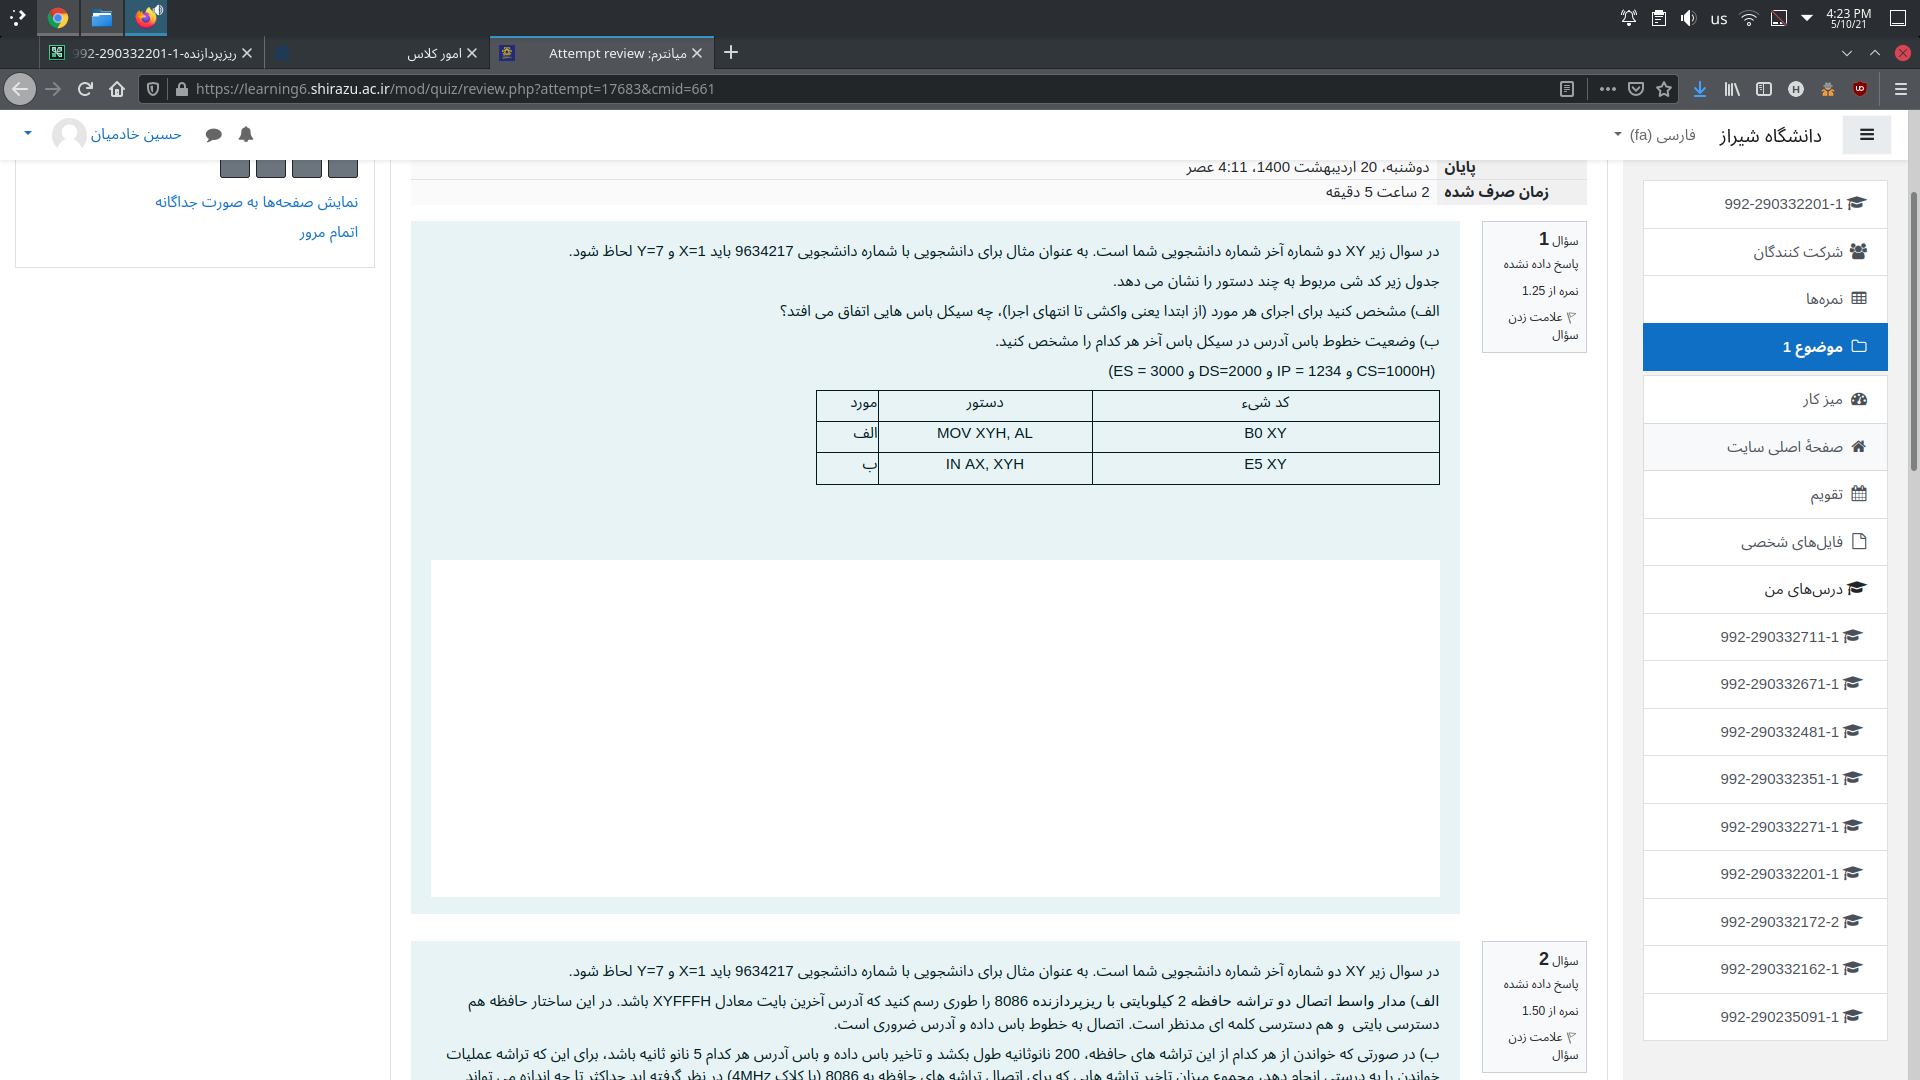 us
4:23 PM
5/10/21
ریزپردازنده-1-992-290332201
امور کلاس
میانترم: Attempt review
https://learning6.shirazu.ac.ir/mod/quiz/review.php?attempt=17683&cmid=661
دانشگاه شیراز
فارسی ‎(fa)‎
حسین خادمیان
992-290332201-1
شرکت کنندگان
نمره‌ها
موضوع 1
میز کار
صفحهٔ اصلی سایت
تقویم
فایل‌های شخصی
درس‌های من
992-290332711-1
992-290332671-1
992-290332481-1
992-290332351-1
992-290332271-1
992-290332201-1
992-290332172-2
992-290332162-1
992-290235091-1
پایان
دوشنبه، 20 اردیبهشت 1400، 4:11 عصر
زمان صرف شده
2 ساعت 5 دقیقه
سؤال 1
پاسخ داده نشده
نمره از 1.25
علامت زدن
سؤال
در سوال زیر XY دو شماره آخر شماره دانشجویی شما است. به عنوان مثال برای دانشجویی با شماره دانشجویی 9634217 باید X=1 و Y=7 لحاظ شود.
جدول زیر کد شی مربوط به چند دستور را نشان می دهد.
الف) مشخص کنید برای اجرای هر مورد (از ابتدا یعنی واکشی تا انتهای اجرا)، چه سیکل باس هایی اتفاق می افتد؟
ب) وضعیت خطوط باس آدرس در سیکل باس آخر هر کدام را مشخص کنید.
(CS=1000H و IP = 1234 و DS=2000 و ES = 3000)
مورد دستور کد شیء
الف MOV XYH, AL B0 XY
ب IN AX, XYH E5 XY
سؤال 2
پاسخ داده نشده
نمره از 1.50
علامت زدن
سؤال
در سوال زیر XY دو شماره آخر شماره دانشجویی شما است. به عنوان مثال برای دانشجویی با شماره دانشجویی 9634217 باید X=1 و Y=7 لحاظ شود.
الف) مدار واسط اتصال دو تراشه حافظه 2 کیلوبایتی با ریزپردازنده 8086 را طوری رسم کنید که آدرس آخرین بایت معادل XYFFFH باشد. در این ساختار حافظه هم
دسترسی بایتی و هم دسترسی کلمه ای مدنظر است. اتصال به خطوط باس داده و آدرس ضروری است.
ب) در صورتی که خواندن از هر کدام از این تراشه های حافظه، 200 نانوثانیه طول بکشد و تاخیر باس داده و باس آدرس هر کدام 5 نانو ثانیه باشد، برای این که تراشه عملیات
خواندن را به درستی انجام دهد، مجموع میزان تاخیر تراشه هایی که برای اتصال تراشه های حافظه به 8086 (با کلاک 4MHz) در نظر گرفته اید حداکثر تا چه اندازه می تواند
نمایش صفحه‌ها به صورت جداگانه
اتمام مرور